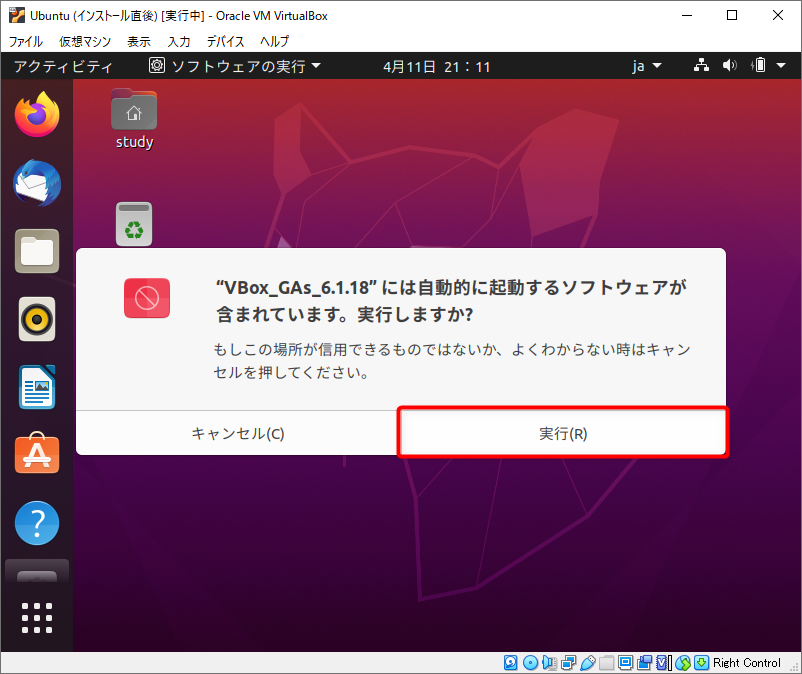 Ubuntu (インストール直後) [実行中] - Oracle VM VirtualBox
ファイル 仮想マシン 表示 入力 デバイス ヘルプ
アクティビティ ソフトウェアの実行 4月11日 21：11 ja
study
“VBox_GAs_6.1.18” には自動的に起動するソフトウェアが
含まれています。実行しますか?
もしこの場所が信用できるものではないか、よくわからない時はキャン
セルを押してください。
キャンセル(C) 実行(R)
Right Control